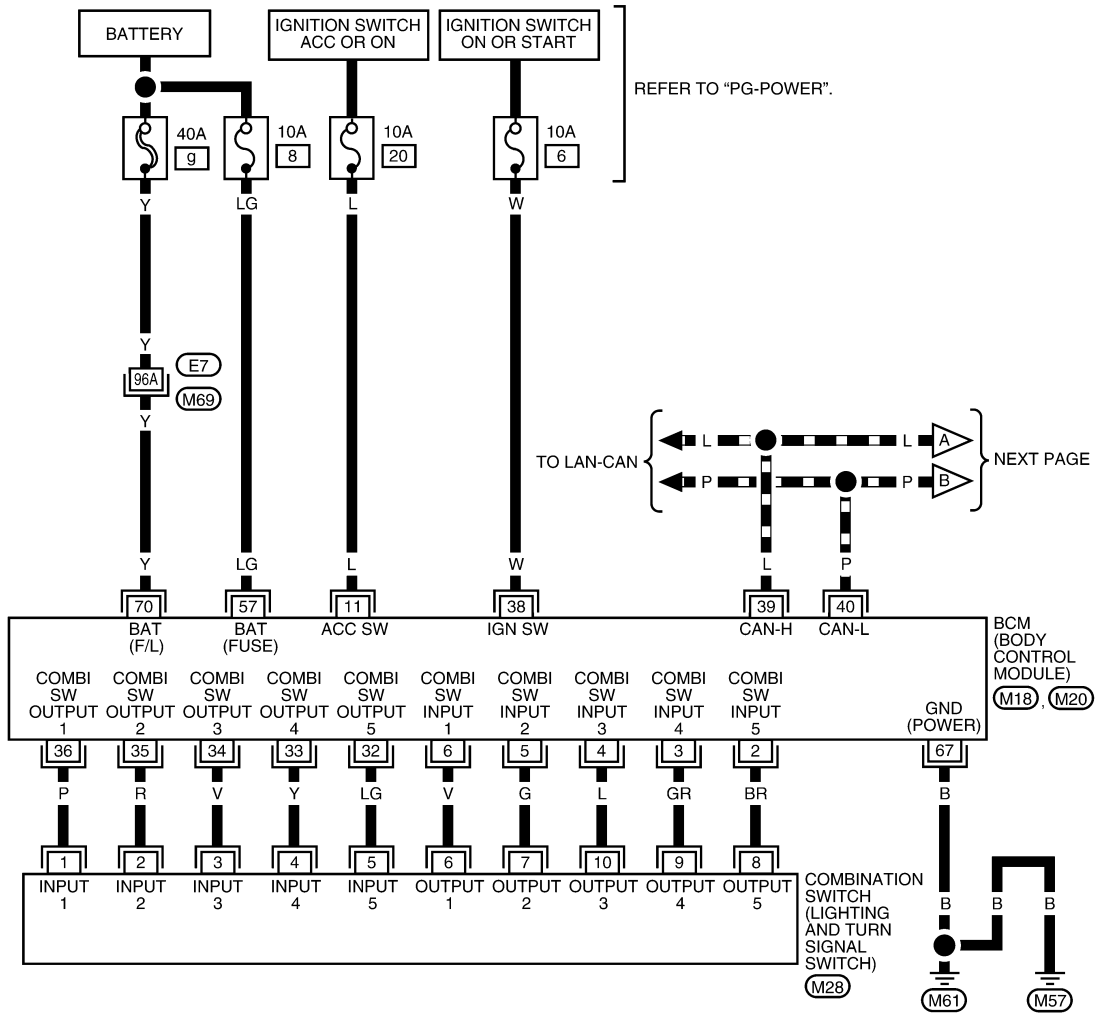 BATTERY
IGNITION SWITCH
ACC OR ON
IGNITION SWITCH
ON OR START
REFER TO “PG-POWER”.
40A
g
10A
8
10A
20
10A
6
Y
LG
L
W
Y
96A
E7
M69
Y
TO LAN-CAN
L
L
A
P
P
B
NEXT PAGE
Y
LG
L
W
L
P
70
57
11
38
39
40
BAT
(F/L)
BAT
(FUSE)
ACC SW
IGN SW
CAN-H
CAN-L
BCM
(BODY
CONTROL
MODULE)
M18 , M20
COMBI
SW
OUTPUT
1
COMBI
SW
OUTPUT
2
COMBI
SW
OUTPUT
3
COMBI
SW
OUTPUT
4
COMBI
SW
OUTPUT
5
COMBI
SW
INPUT
1
COMBI
SW
INPUT
2
COMBI
SW
INPUT
3
COMBI
SW
INPUT
4
COMBI
SW
INPUT
5
GND
(POWER)
36
35
34
33
32
6
5
4
3
2
67
P
R
V
Y
LG
V
G
L
GR
BR
B
1
2
3
4
5
6
7
10
9
8
INPUT
1
INPUT
2
INPUT
3
INPUT
4
INPUT
5
OUTPUT
1
OUTPUT
2
OUTPUT
3
OUTPUT
4
OUTPUT
5
COMBINATION
SWITCH
(LIGHTING
AND TURN
SIGNAL
SWITCH)
M28
B
B
B
M61
M57